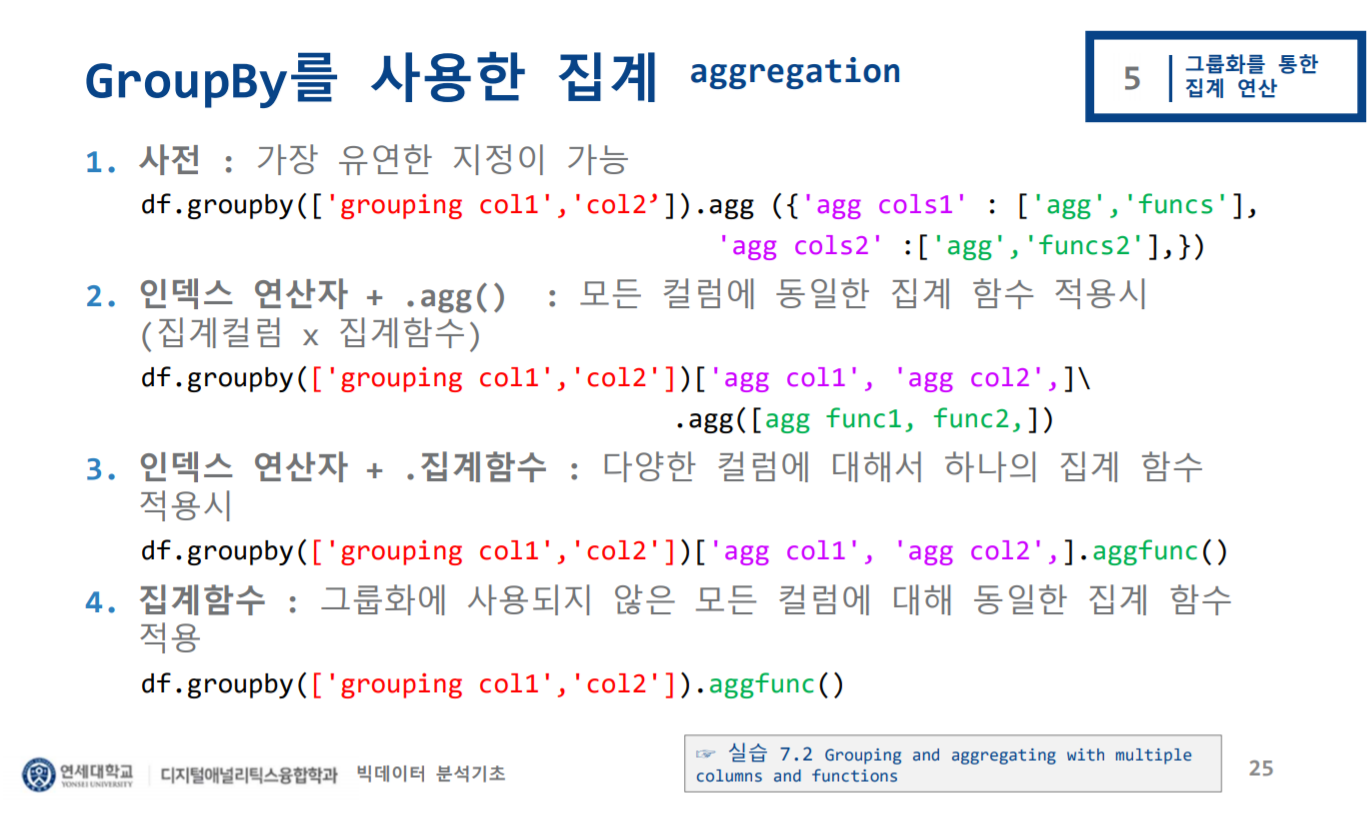 GroupBy를 사용한 집계 aggregation
5
그룹화를 통한
집계 연산
1. 사전 : 가장 유연한 지정이 가능
df.groupby(['grouping col1','col2’]).agg ({'agg cols1' : ['agg','funcs'],
'agg cols2' :['agg','funcs2'],})
2. 인덱스 연산자 + .agg() : 모든 컬럼에 동일한 집계 함수 적용시
(집계컬럼 x 집계함수)
df.groupby(['grouping col1','col2'])['agg col1', 'agg col2',]\
.agg([agg func1, func2,])
3. 인덱스 연산자 + .집계함수 : 다양한 컬럼에 대해서 하나의 집계 함수
적용시
df.groupby(['grouping col1','col2'])['agg col1', 'agg col2',].aggfunc()
4. 집계함수 : 그룹화에 사용되지 않은 모든 컬럼에 대해 동일한 집계 함수
적용
df.groupby(['grouping col1','col2']).aggfunc()
☞ 실습 7.2 Grouping and aggregating with multiple
columns and functions
연세대학교
YONSEI UNIVERSITY
디지털애널리틱스융합학과 빅데이터 분석기초
25